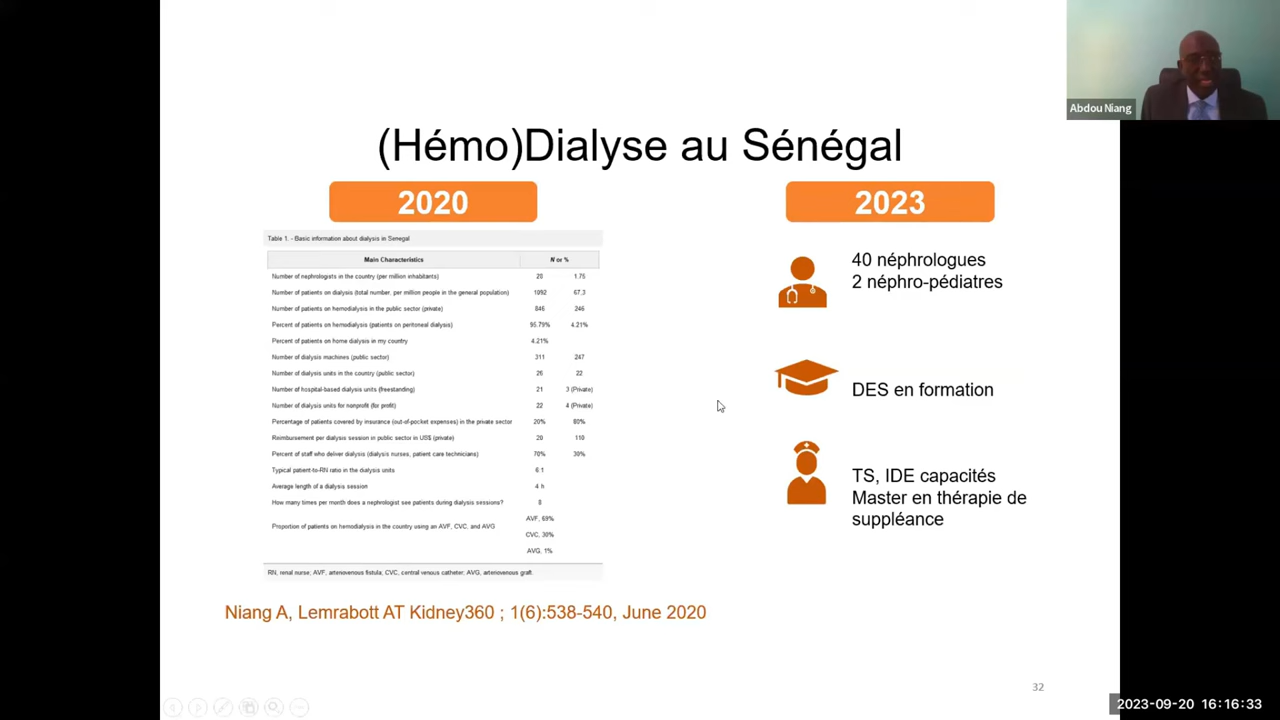 Abdou Niang
(Hémo)Dialyse au Sénégal
2020
Table 1. - Basic information about dialysis in Senegal
Main Characteristics N or %
Number of nephrologists in the country (per million inhabitants) 28 1.75
Number of patients on dialysis (total number, per million people in the general population) 1992 67,3
Number of patients on hemodialysis in the public sector (private) 846 246
Percent of patients on hemodialysis (patients on peritoneal dialysis) 95.79% 4.21%
Percent of patients on home dialysis in my country 4.21%
Number of dialysis machines (public sector) 311 247
Number of dialysis units in the country (public sector) 26 22
Number of hospital-based dialysis units (freestanding) 21 3 (Private)
Number of dialysis units for nonprofit (for profit) 22 4 (Private)
Percentage of patients covered by insurance (out-of-pocket expenses) in the private sector 20% 80%
Reimbursement per dialysis session in public sector in US$ (private) 20 110
Percent of staff who deliver dialysis (dialysis nurses, patient care technicians) 70% 30%
Typical patient-to-RN ratio in the dialysis units 6:1
Average length of a dialysis session 4 h
How many times per month does a nephrologist see patients during dialysis sessions? 8
Proportion of patients on hemodialysis in the country using an AVF, CVC, and AVG
AVF, 69%
CVC, 30%
AVG, 1%
RN, renal nurse; AVF, arteriovenous fistula; CVC, central venous catheter; AVG, arteriovenous graft.
Niang A, Lemrabott AT Kidney360 ; 1(6):538-540, June 2020
2023
40 néphrologues
2 néphro-pédiatres
DES en formation
TS, IDE capacités
Master en thérapie de
suppléance
32
2023-09-20 16:16:33